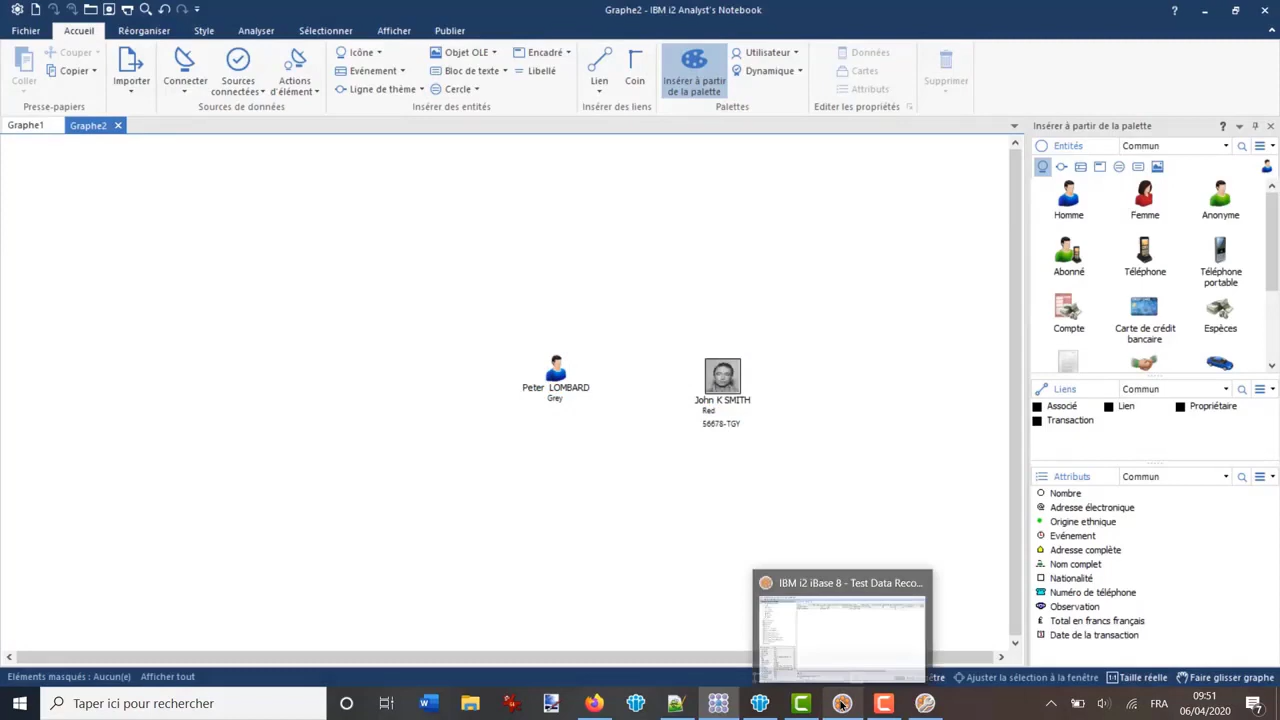 Graphe2 - IBM i2 Analyst's Notebook
?
Fichier Accueil Réorganiser Style Analyser Sélectionner Afficher Publier
Coller
Couper
Copier
Presse-papiers
Importer
Connecter
Sources connectées
Actions d'élément
Sources de données
Icône
Evénement
Ligne de thème
Objet OLE
Bloc de texte
Cercle
Encadré
Libellé
Insérer des entités
Lien
Coin
Insérer des liens
Insérer à partir
de la palette
Utilisateur
Dynamique
Palettes
Données
Cartes
Attributs
Editer les propriétés
Supprimer
Graphe1 Graphe2
Insérer à partir de la palette ?
Entités Commun
Homme Femme Anonyme
Abonné Téléphone Téléphone
portable
Compte Carte de crédit
bancaire Espèces
Liens Commun
Associé Lien Propriétaire
Transaction
Attributs Commun
Nombre
Adresse électronique
Origine ethnique
Evénement
Adresse complète
Nom complet
Nationalité
Numéro de téléphone
Observation
Total en francs français
Date de la transaction
Peter LOMBARD
Grey
John K SMITH
Red
56678-TGY
IBM i2 iBase 8 - Test Data Reco...
Eléments masqués : Aucun(e) Afficher tout
Ajuster la sélection à la fenêtre Taille réelle Faire glisser graphe
Taper ici pour rechercher
FRA
09:51
06/04/2020